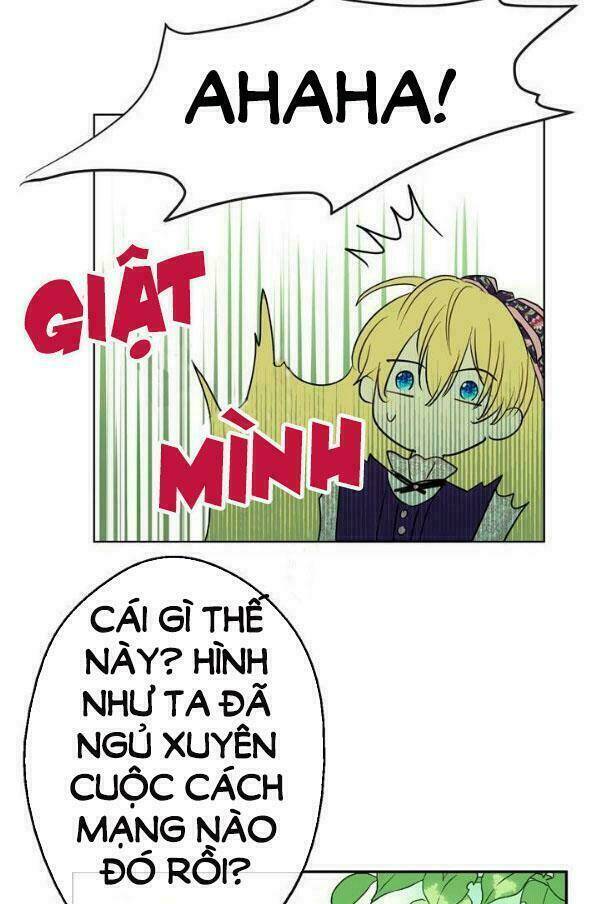 AHAHA!
GIẬT
MÌNH
CÁI GÌ THẾ
NÀY? HÌNH
NHƯ TA ĐÃ
NGỦ XUYÊN
CUỘC CÁCH
MẠNG NÀO
ĐÓ RỒI?